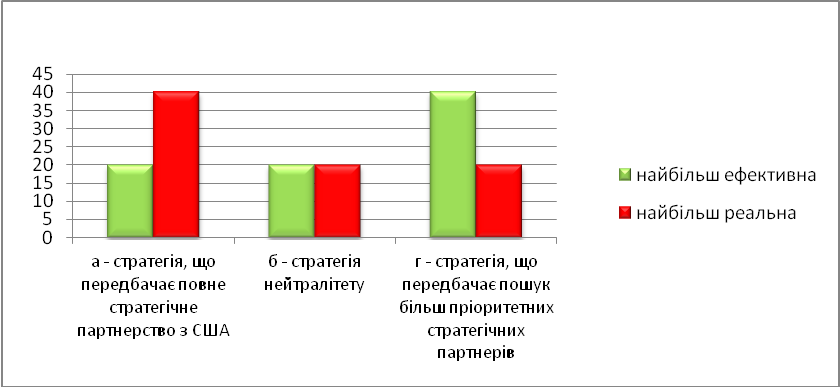 45
40
35
30
25
20
15
10
5
0
а - стратегія, що
передбачає повне
стратегічне
партнерство з США
б - стратегія
нейтралітету
г - стратегія, що
передбачає пошук
більш пріоритетних
стратегічних
партнерів
найбільш ефективна
найбільш реальна